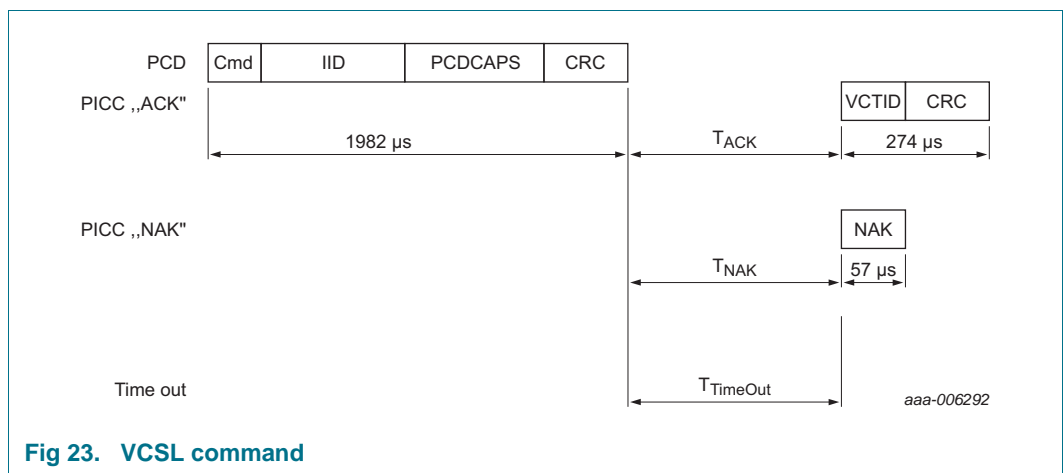 PCD Cmd IID PCDCAPS CRC
PICC ,,ACK" VCTID CRC
1982 µs TACK 274 µs
PICC ,,NAK" NAK
TNAK 57 µs
Time out TTimeOut aaa-006292
Fig 23. VCSL command